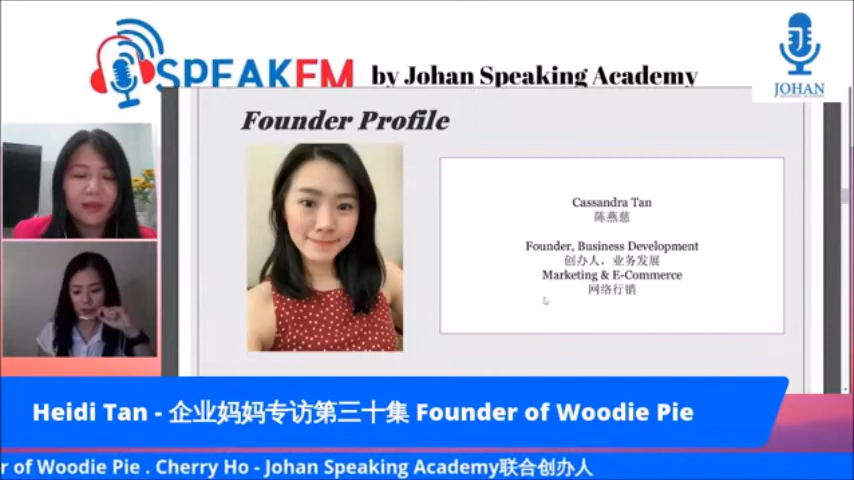 SPEAKFM by Johan Speaking Academy
JOHAN
Founder Profile
Cassandra Tan
陈燕慈
Founder, Business Development
创办人，业务发展
Marketing & E-Commerce
网络行销
Heidi Tan - 企业妈妈专访第三十集 Founder of Woodie Pie
r of Woodie Pie . Cherry Ho - Johan Speaking Academy联合创办人